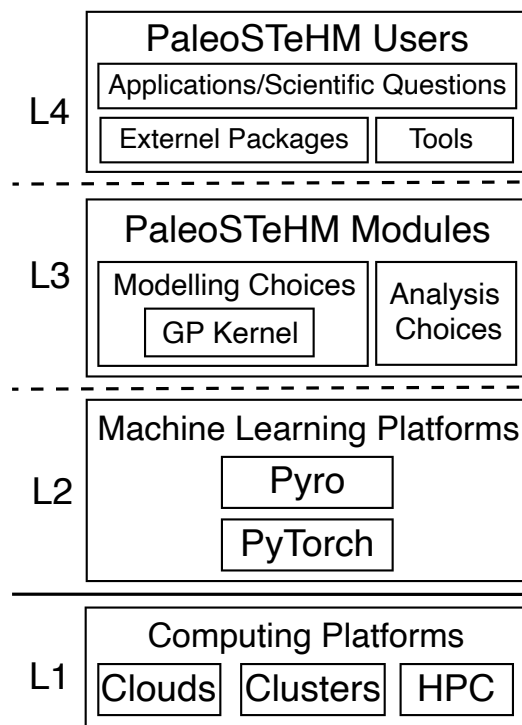 PaleoSTeHM Users
Applications/Scientific Questions
L4
Externel Packages
Tools
PaleoSTeHM Modules
L3
Modelling Choices
GP Kernel
Analysis
Choices
Machine Learning Platforms
L2
Pyro
PyTorch
Computing Platforms
L1
Clouds
Clusters
HPC